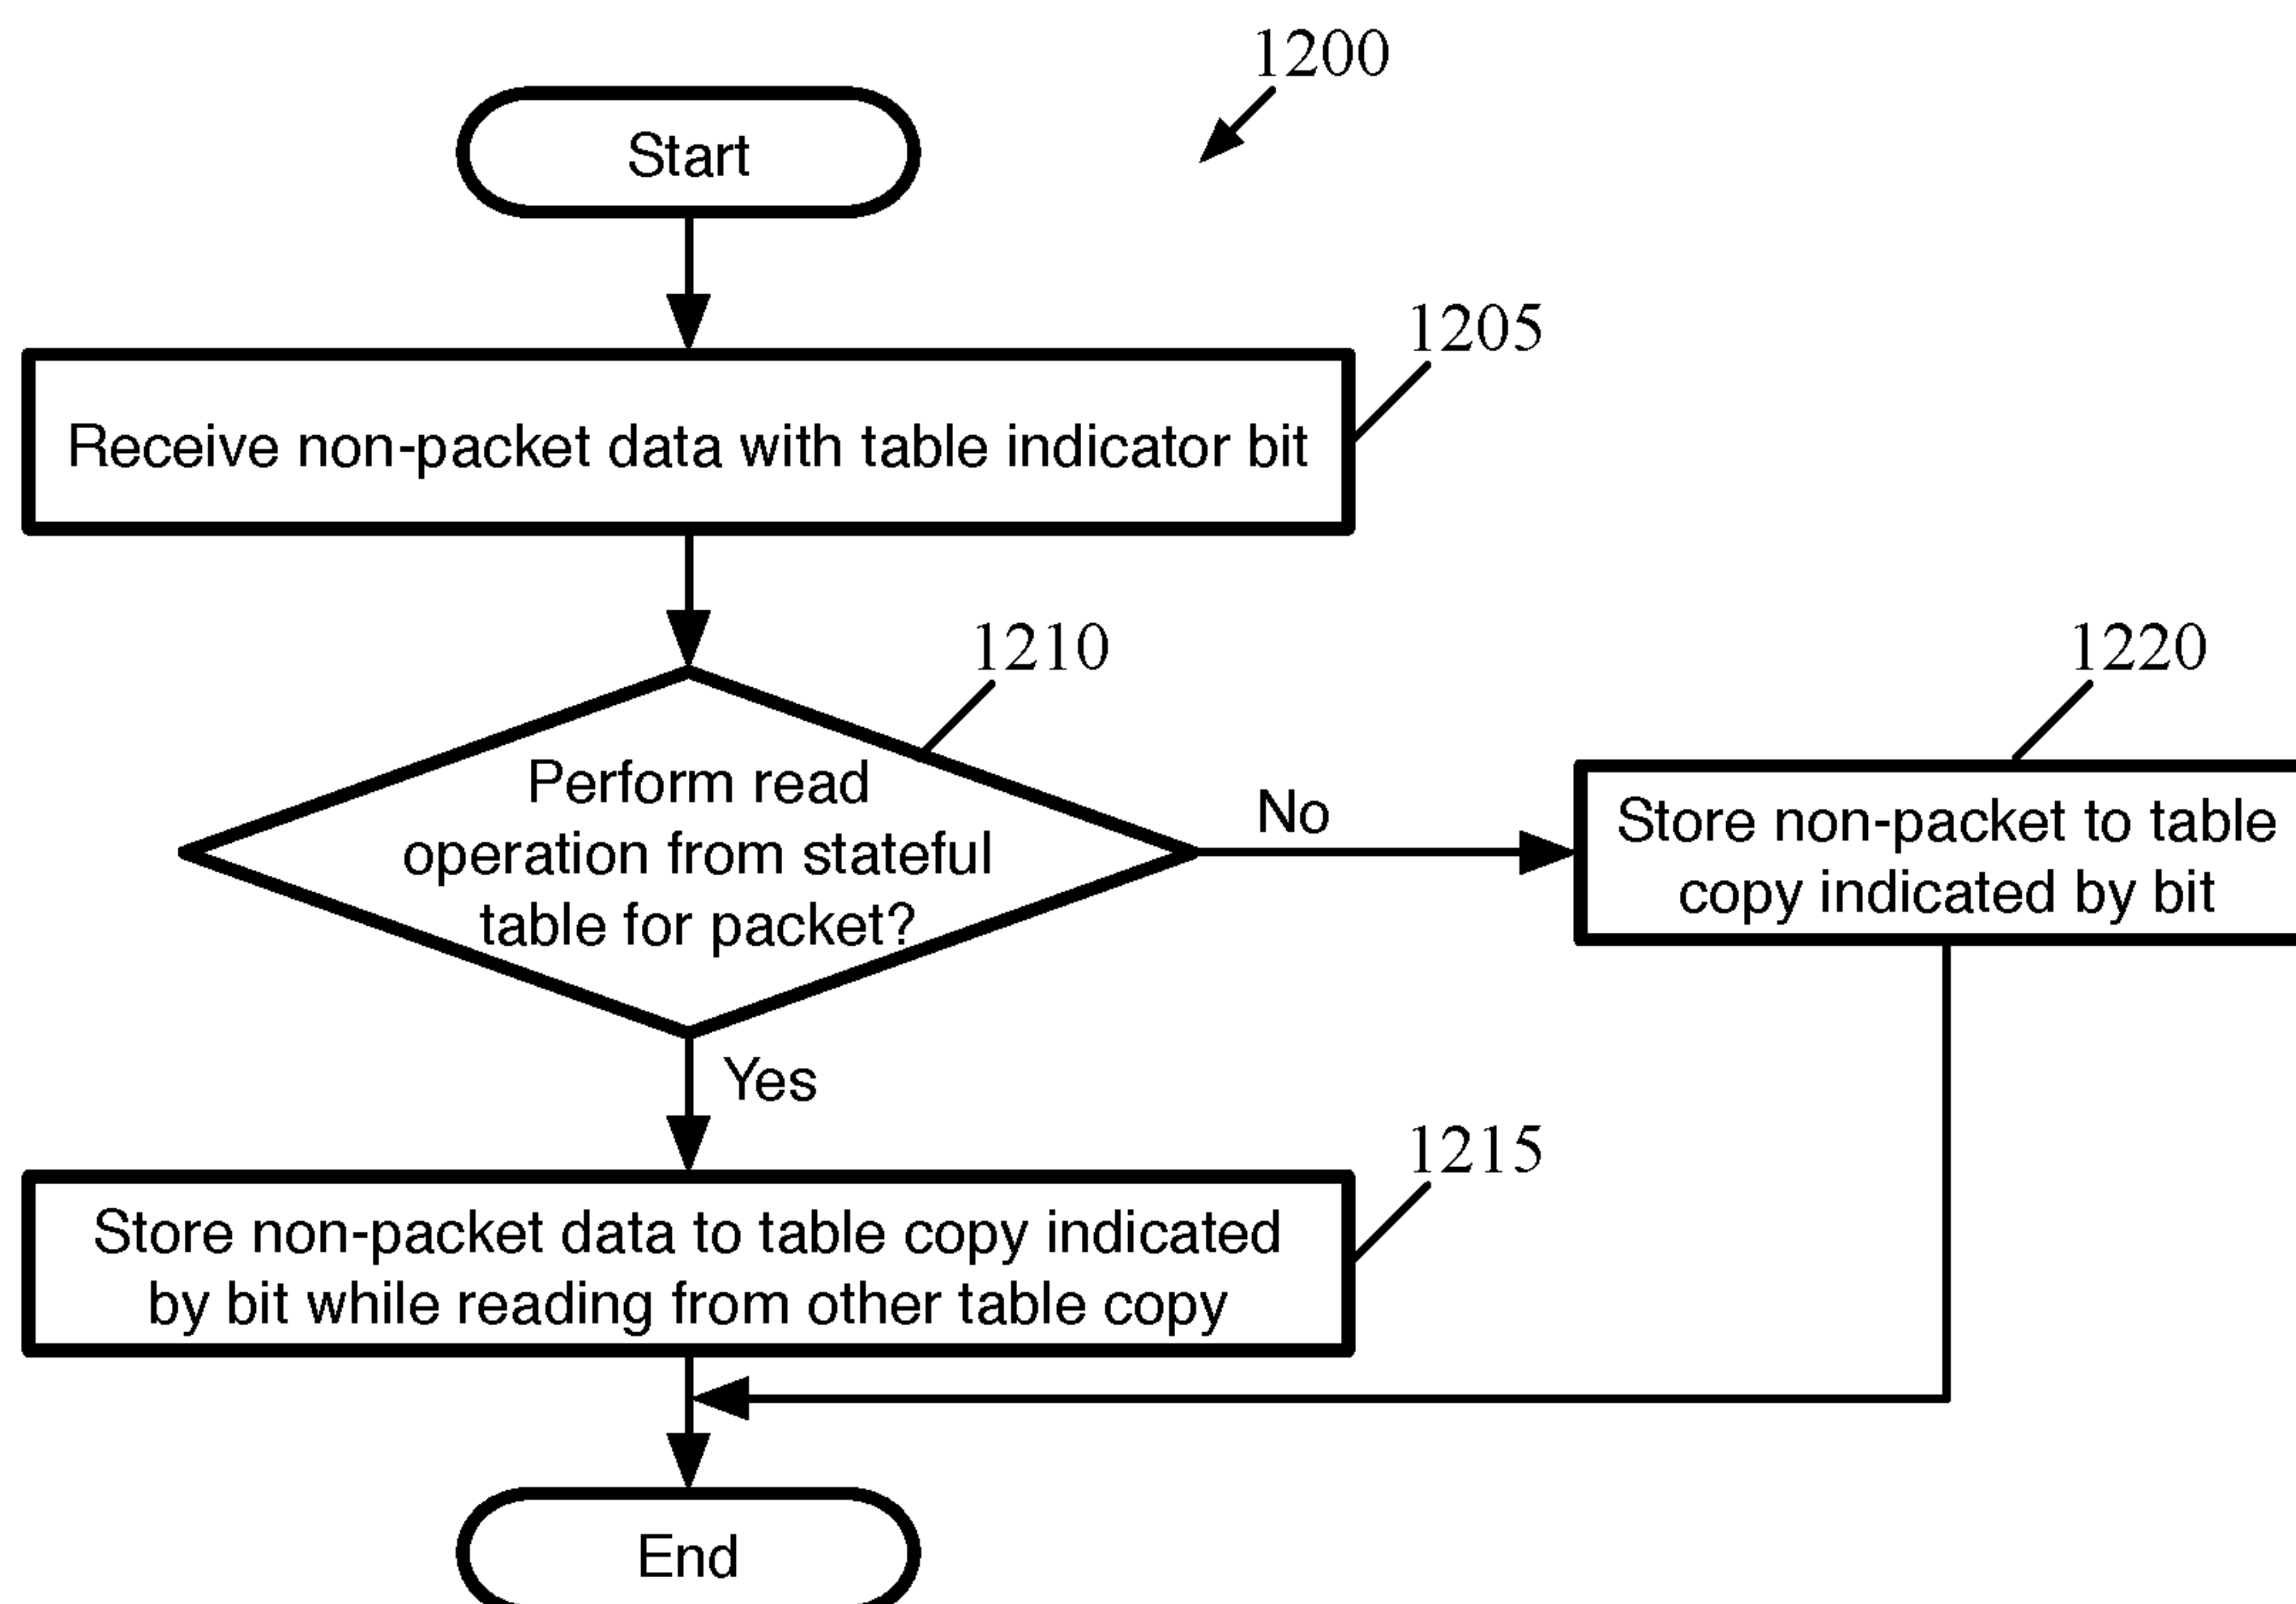 1200
Start
1205
Receive non-packet data with table indicator bit
1210
Perform read
operation from stateful
table for packet?
No
1220
Store non-packet to table
copy indicated by bit
Yes
1215
Store non-packet data to table copy indicated
by bit while reading from other table copy
End